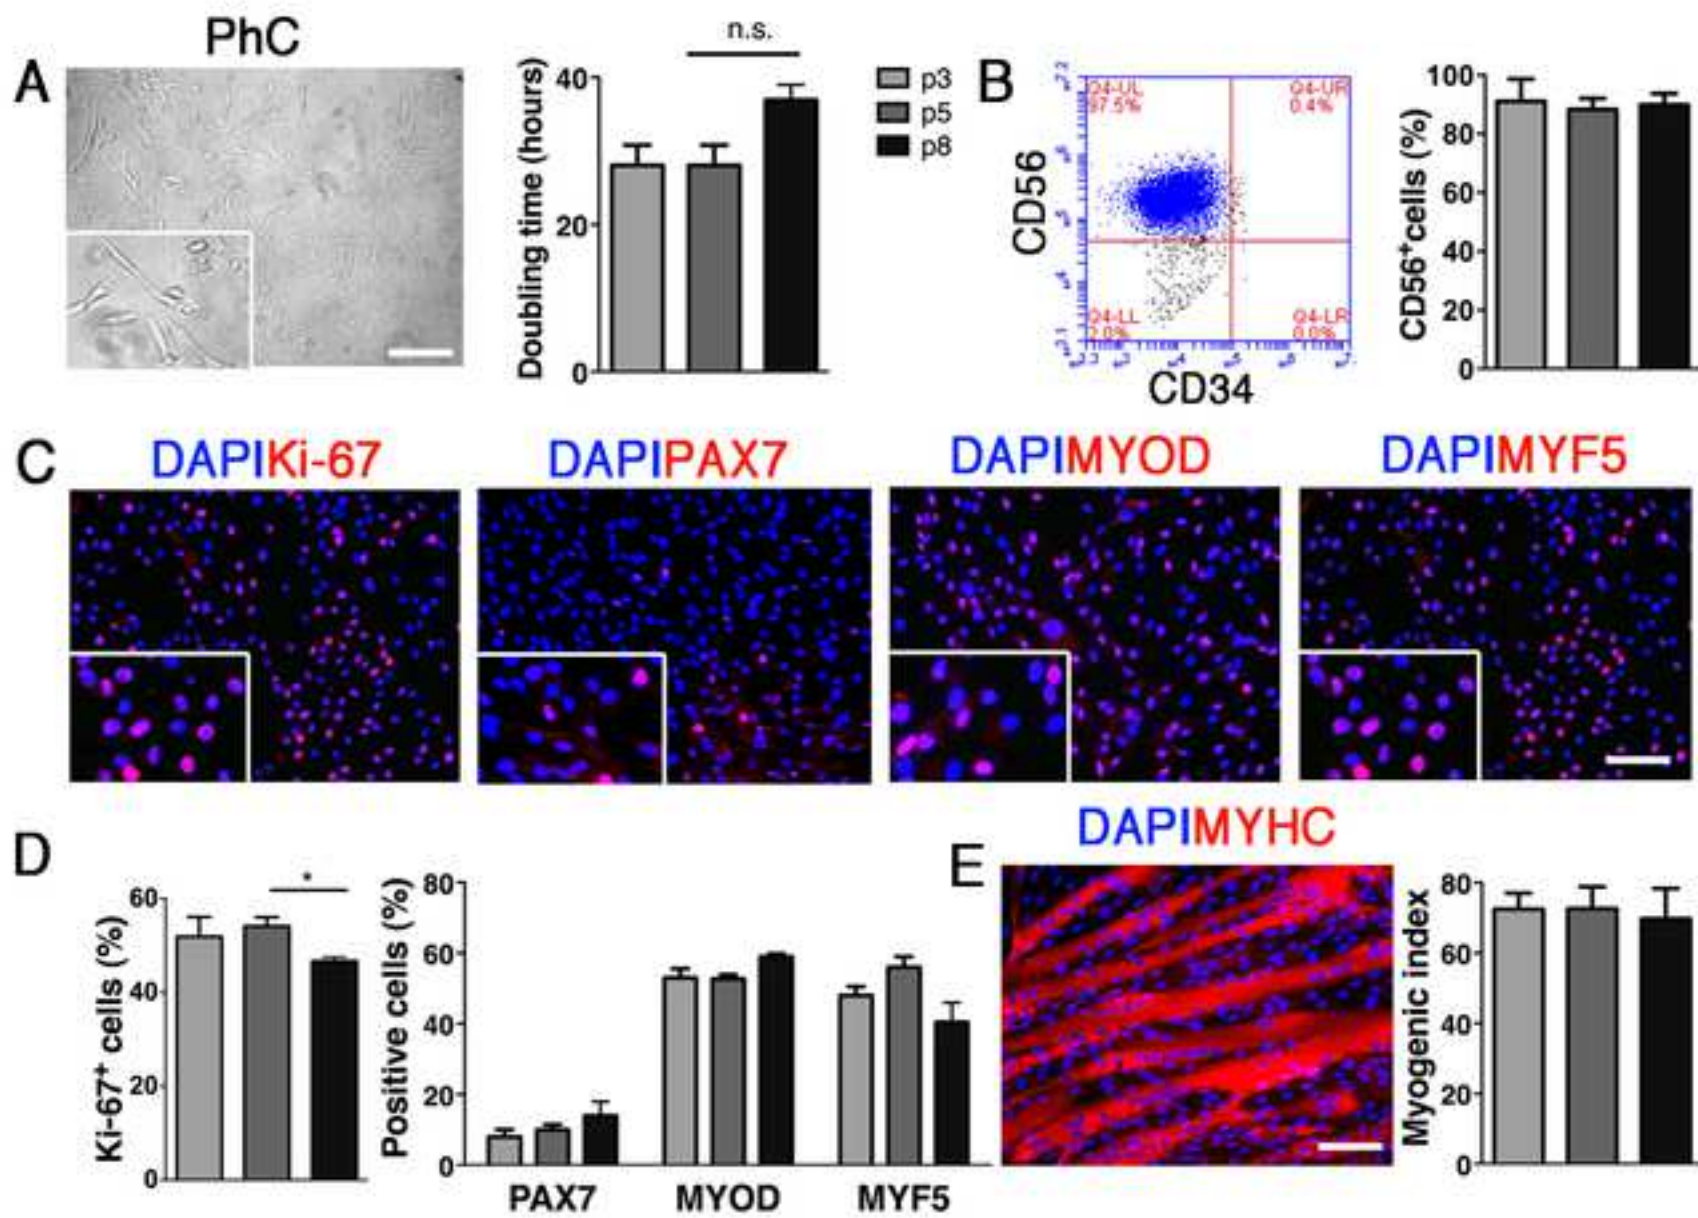 PhC
A
n.s.
Doubling time (hours)
40
20
0
p3
p5
p8
B
CD56
CD34
Q4-UL
97.5%
Q4-UR
0.4%
Q4-LL
2.0%
Q4-LR
0.0%
CD56⁺cells (%)
100
80
60
40
20
0
C
DAPIKi-67
DAPIPAX7
DAPIMYOD
DAPIMYF5
D
Ki-67⁺ cells (%)
60
40
20
0
*
Positive cells (%)
80
60
40
20
0
PAX7 MYOD MYF5
E
DAPIMYHC
Myogenic index
80
60
40
20
0